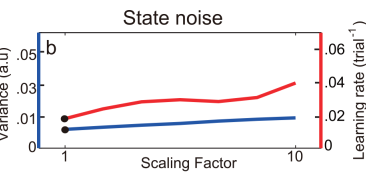 State noise
b
Variance (a.u)
.05
.03
.01
0
.06
.04
.02
0
Learning rate (trial⁻¹)
1
10
Scaling Factor